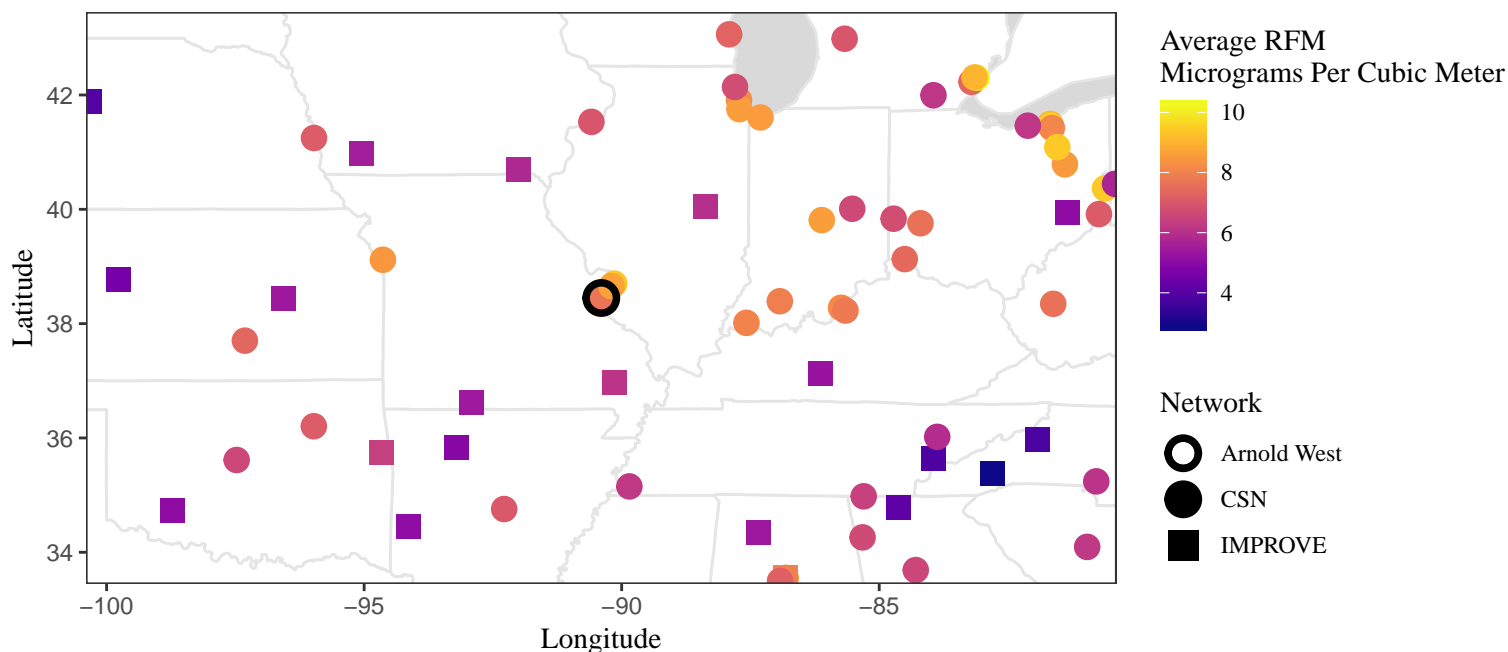 Average RFM
Micrograms Per Cubic Meter
10
8
6
4
Network
Arnold West
CSN
IMPROVE
Latitude
42
40
38
36
34
−100
−95
−90
−85
Longitude